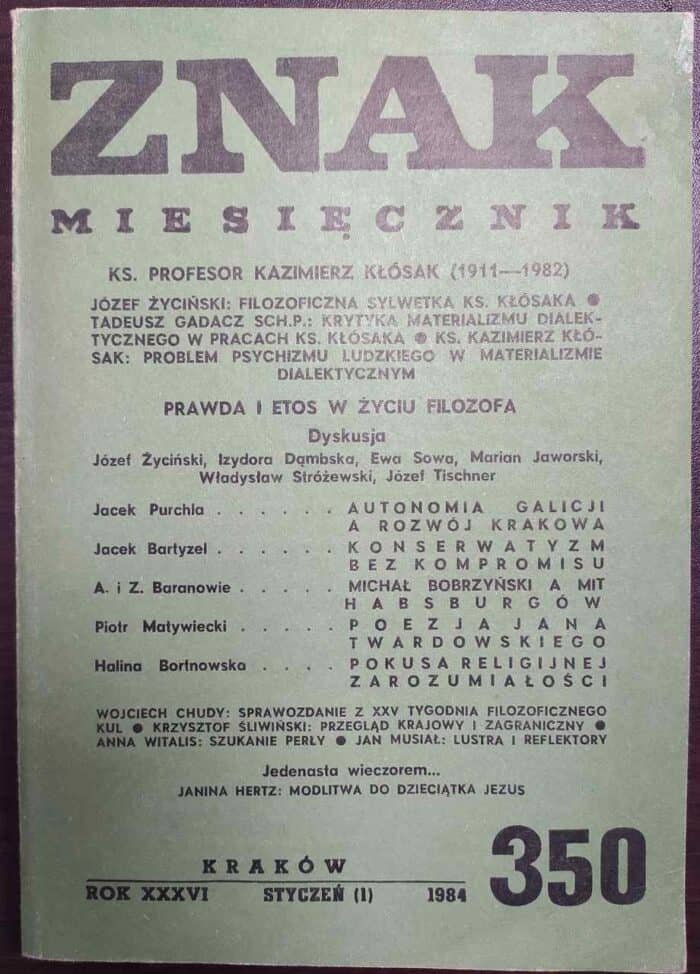 ZNAK
MIESIĘCZNIK
KS. PROFESOR KAZIMIERZ KŁÓSAK (1911—1982)
JÓZEF ŻYCIŃSKI: FILOZOFICZNA SYLWETKA KS. KŁÓSAKA ●
TADEUSZ GADACZ SCH.P.: KRYTYKA MATERIALIZMU DIALEK-
TYCZNEGO W PRACACH KS. KŁÓSAKA ● KS. KAZIMIERZ KŁÓ-
SAK: PROBLEM PSYCHIZMU LUDZKIEGO W MATERIALIZMIE
DIALEKTYCZNYM
PRAWDA I ETOS W ŻYCIU FILOZOFA
Dyskusja
Józef Życiński, Izydora Dąmbska, Ewa Sowa, Marian Jaworski,
Władysław Stróżewski, Józef Tischner
Jacek Purchla . . . . . . AUTONOMIA GALICJI
A ROZWÓJ KRAKOWA
Jacek Bartyzel . . . . . . KONSERWATYZM
BEZ KOMPROMISU
A. i Z. Baranowie . . . . . MICHAŁ BOBRZYŃSKI A MIT
HABSBURGÓW
Piotr Matywiecki . . . . . POEZJA JANA
TWARDOWSKIEGO
Halina Bortnowska . . . . POKUSA RELIGIJNEJ
ZAROZUMIAŁOŚCI
WOJCIECH CHUDY: SPRAWOZDANIE Z XXV TYGODNIA FILOZOFICZNEGO
KUL ● KRZYSZTOF ŚLIWIŃSKI: PRZEGLĄD KRAJOWY I ZAGRANICZNY ●
ANNA WITALIS: SZUKANIE PERŁY ● JAN MUSIAŁ: LUSTRA I REFLEKTORY
Jedenasta wieczorem...
JANINA HERTZ: MODLITWA DO DZIECIĄTKA JEZUS
KRAKÓW
ROK XXXVI STYCZEŃ (1) 1984
350